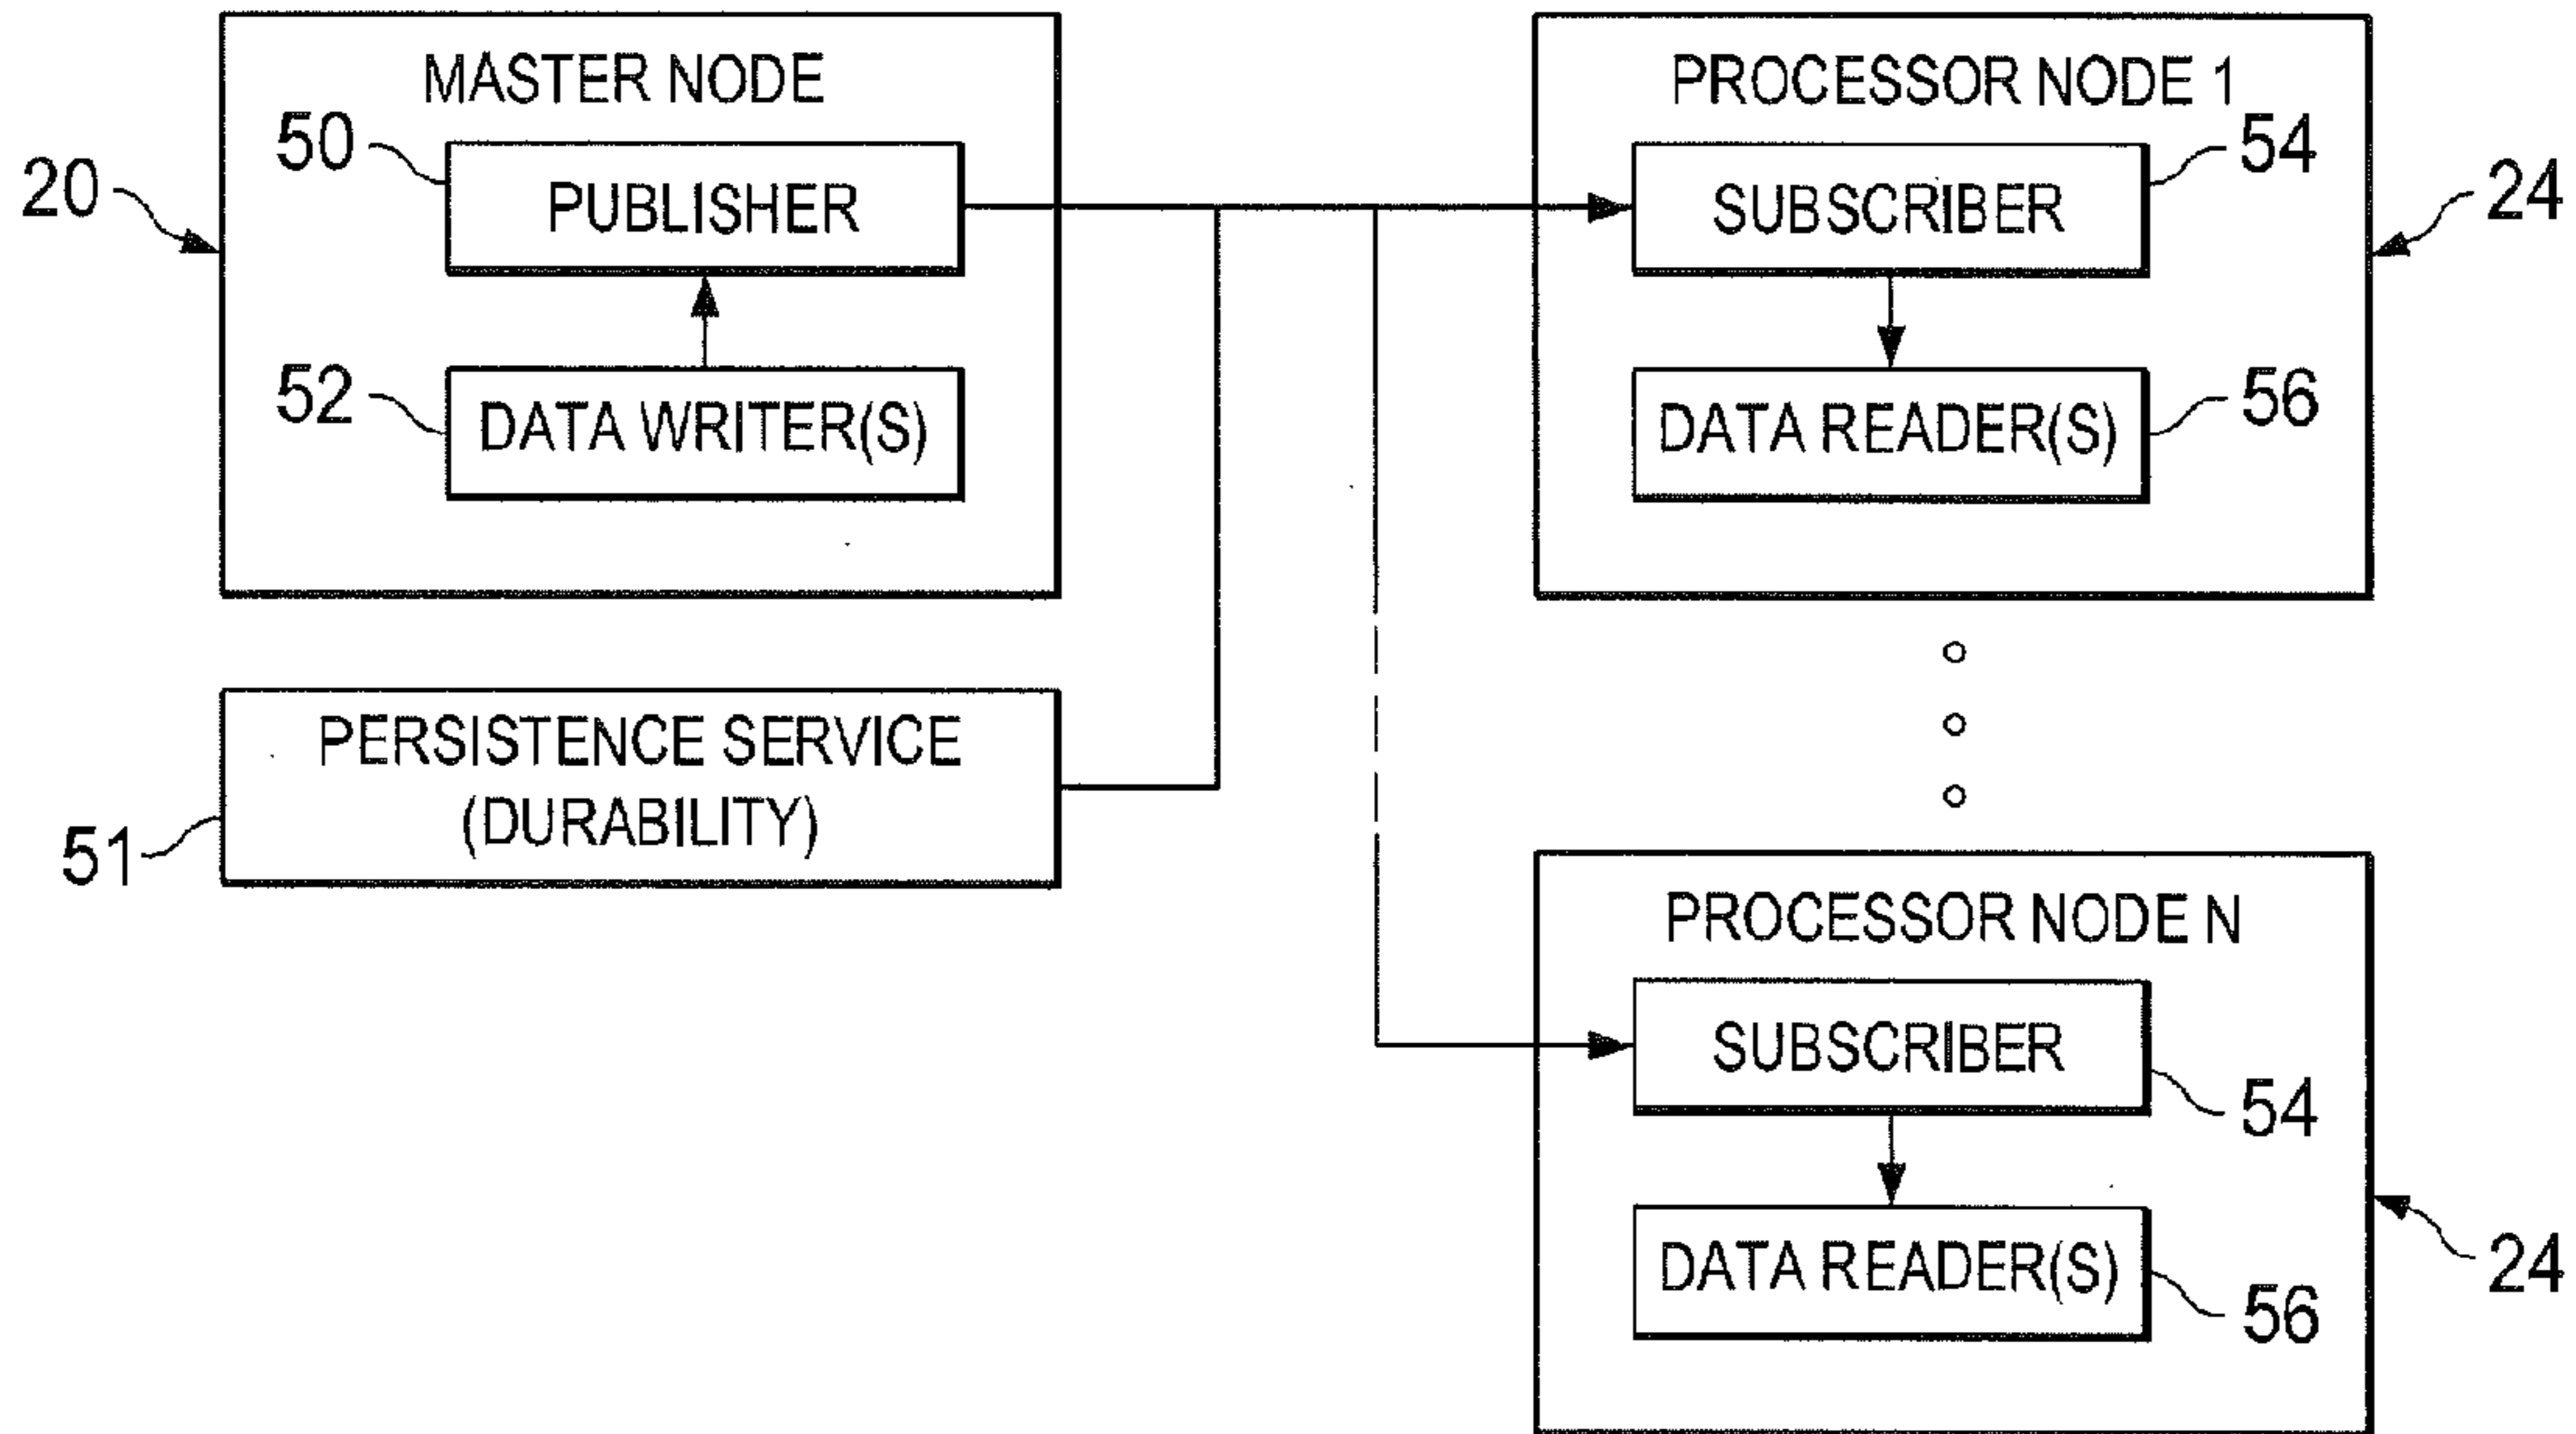 MASTER NODE
50
PUBLISHER
20
52
DATA WRITER(S)
PERSISTENCE SERVICE
(DURABILITY)
51
PROCESSOR NODE 1
54
SUBSCRIBER
24
56
DATA READER(S)
PROCESSOR NODE N
SUBSCRIBER
54
DATA READER(S)
24
56